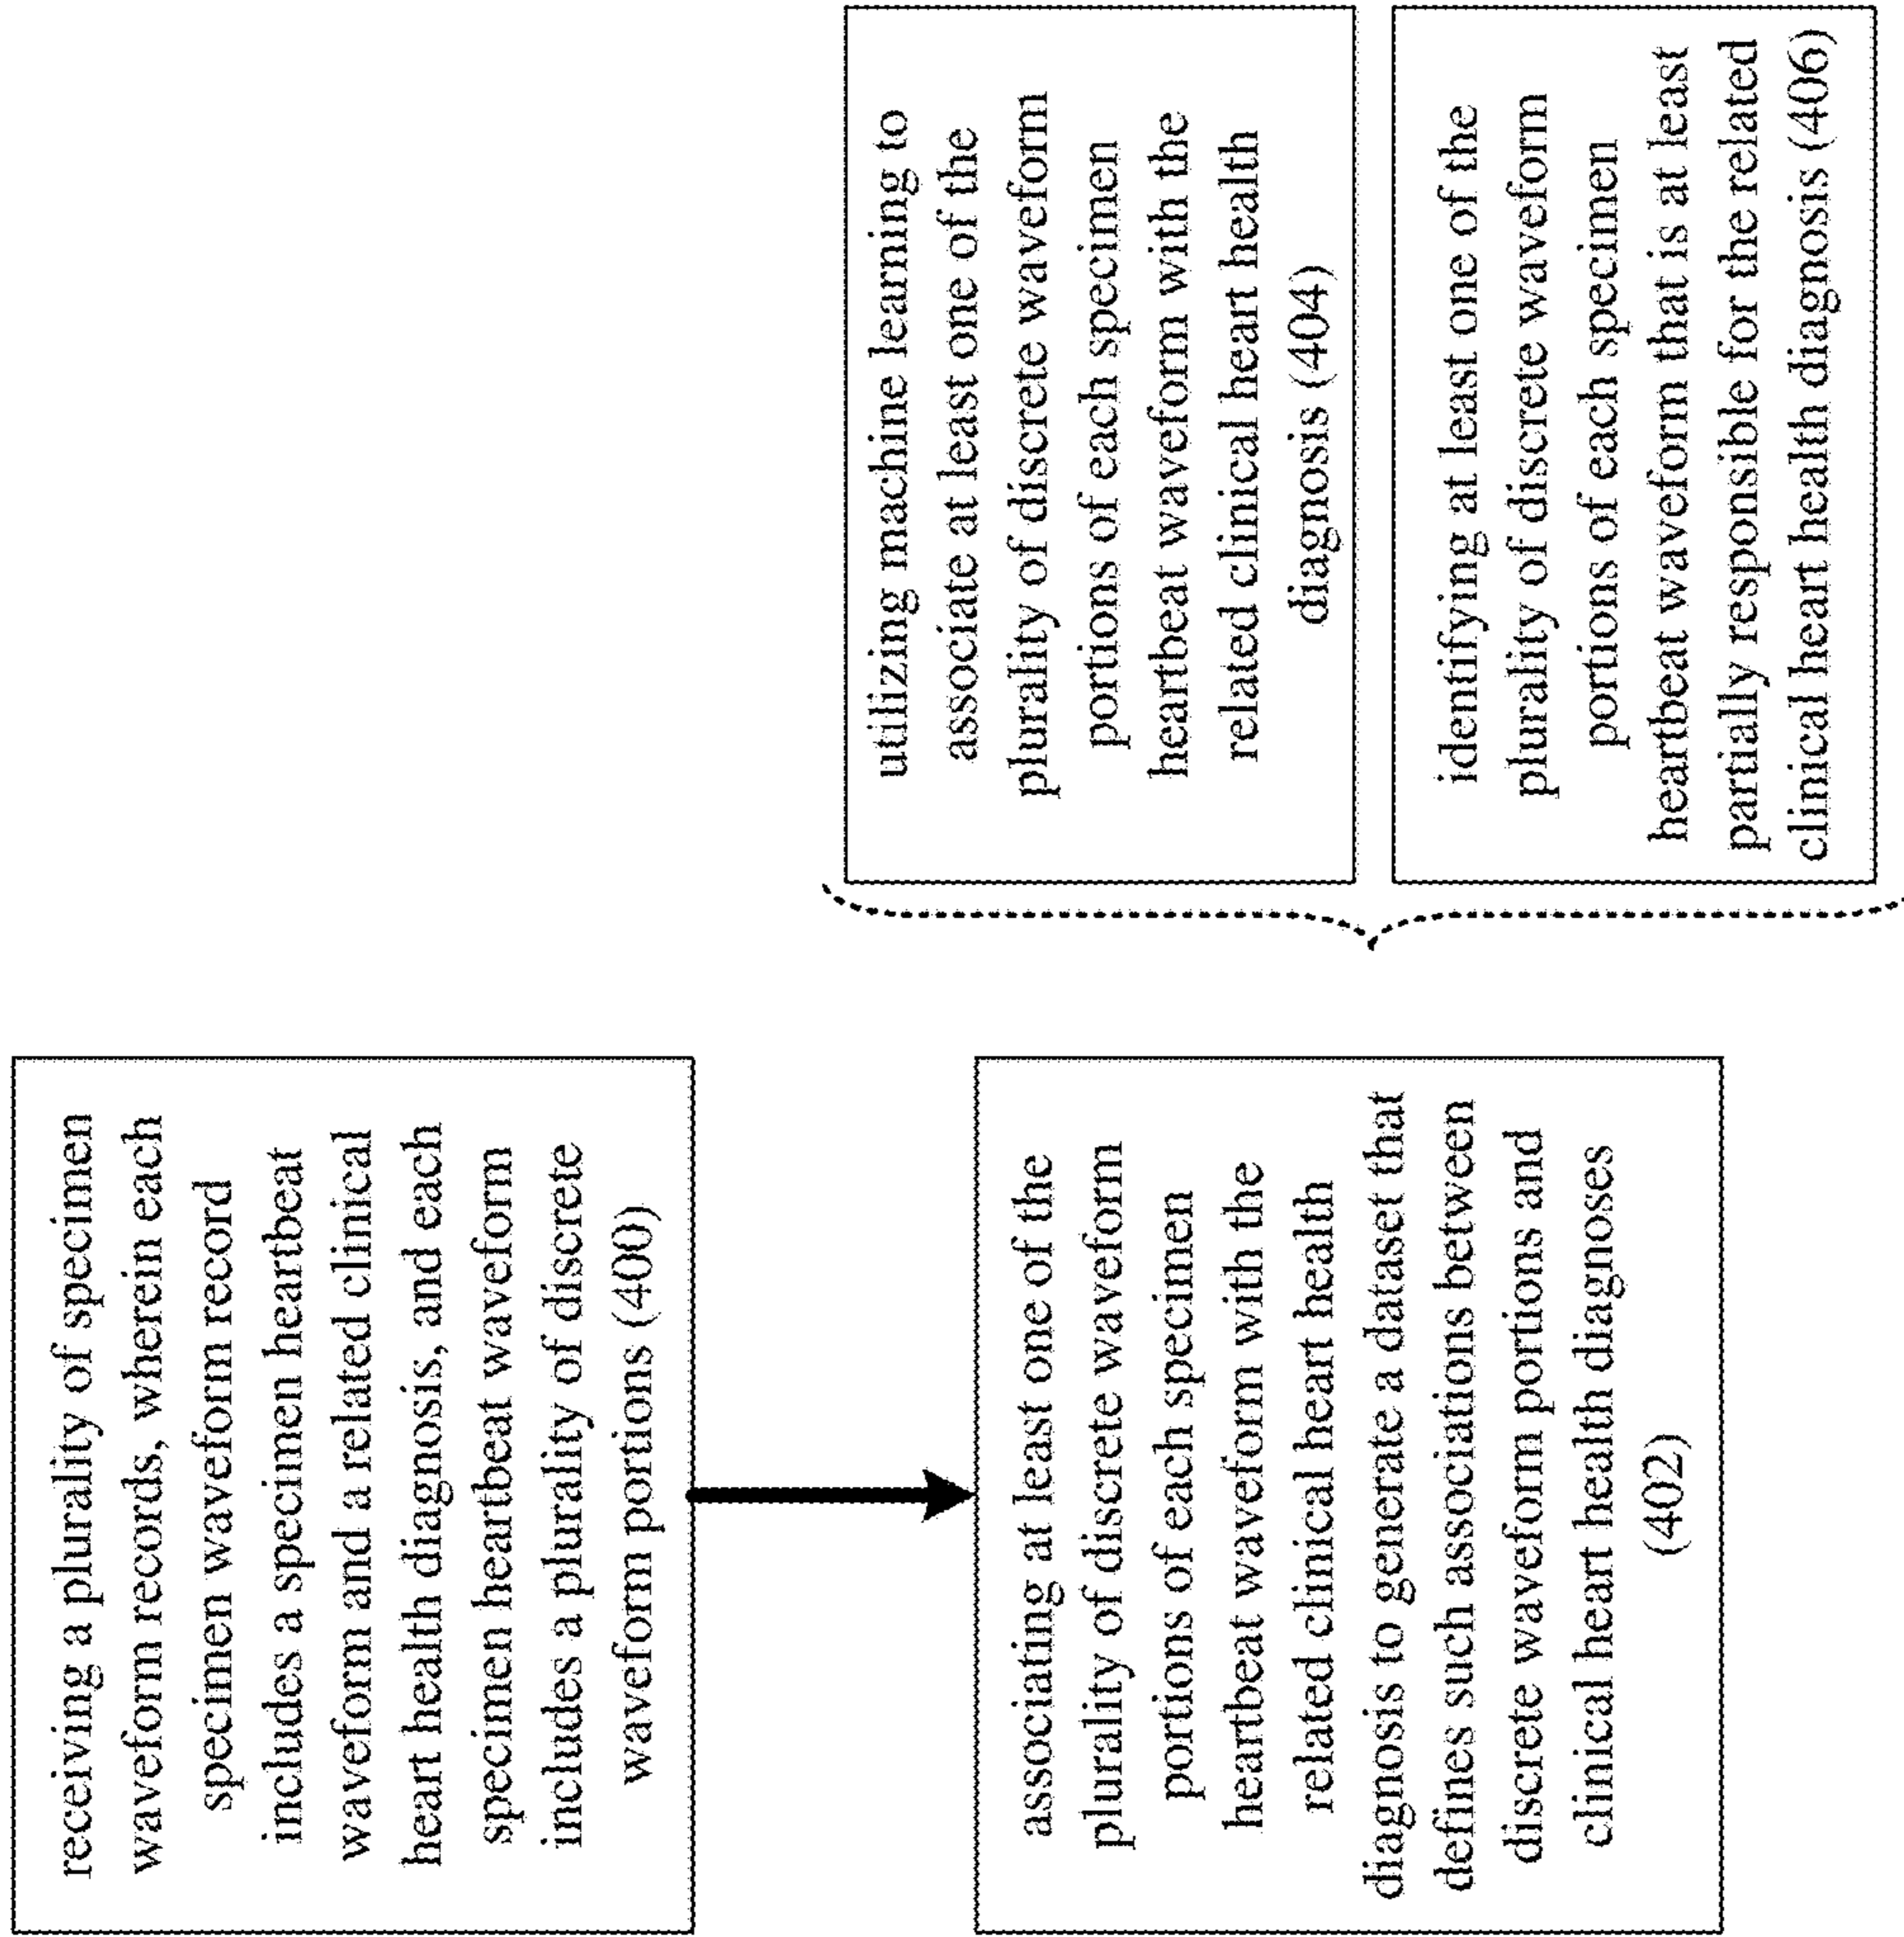 receiving a plurality of specimen
waveform records, wherein each
specimen waveform record
includes a specimen heartbeat
waveform and a related clinical
heart health diagnosis, and each
specimen heartbeat waveform
includes a plurality of discrete
waveform portions (400)
associating at least one of the
plurality of discrete waveform
portions of each specimen
heartbeat waveform with the
related clinical heart health
diagnosis to generate a dataset that
defines such associations between
discrete waveform portions and
clinical heart health diagnoses
(402)
utilizing machine learning to
associate at least one of the
plurality of discrete waveform
portions of each specimen
heartbeat waveform with the
related clinical heart health
diagnosis (404)
identifying at least one of the
plurality of discrete waveform
portions of each specimen
heartbeat waveform that is at least
partially responsible for the related
clinical heart health diagnosis (406)